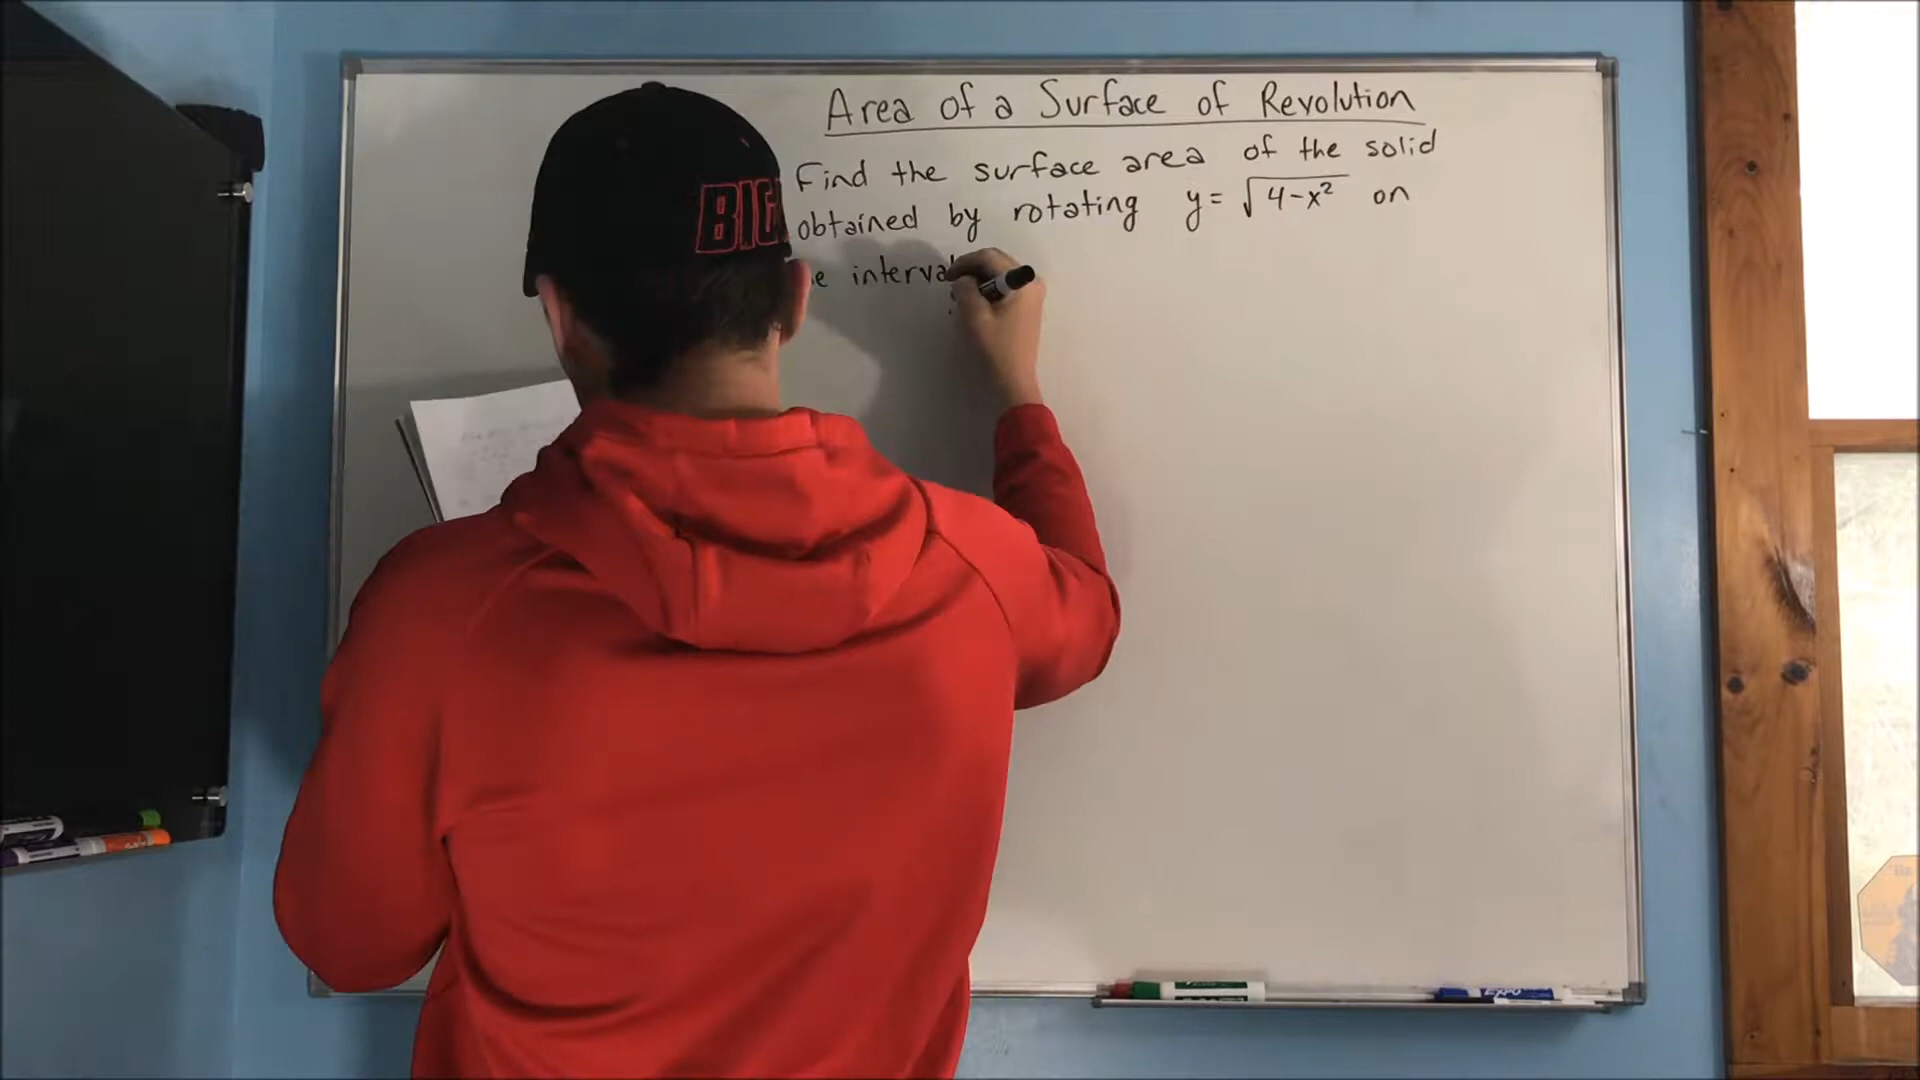 Area of a Surface of Revolution
Find the surface area of the solid
obtained by rotating y = √4-x² on
interval
BIG
EXPO